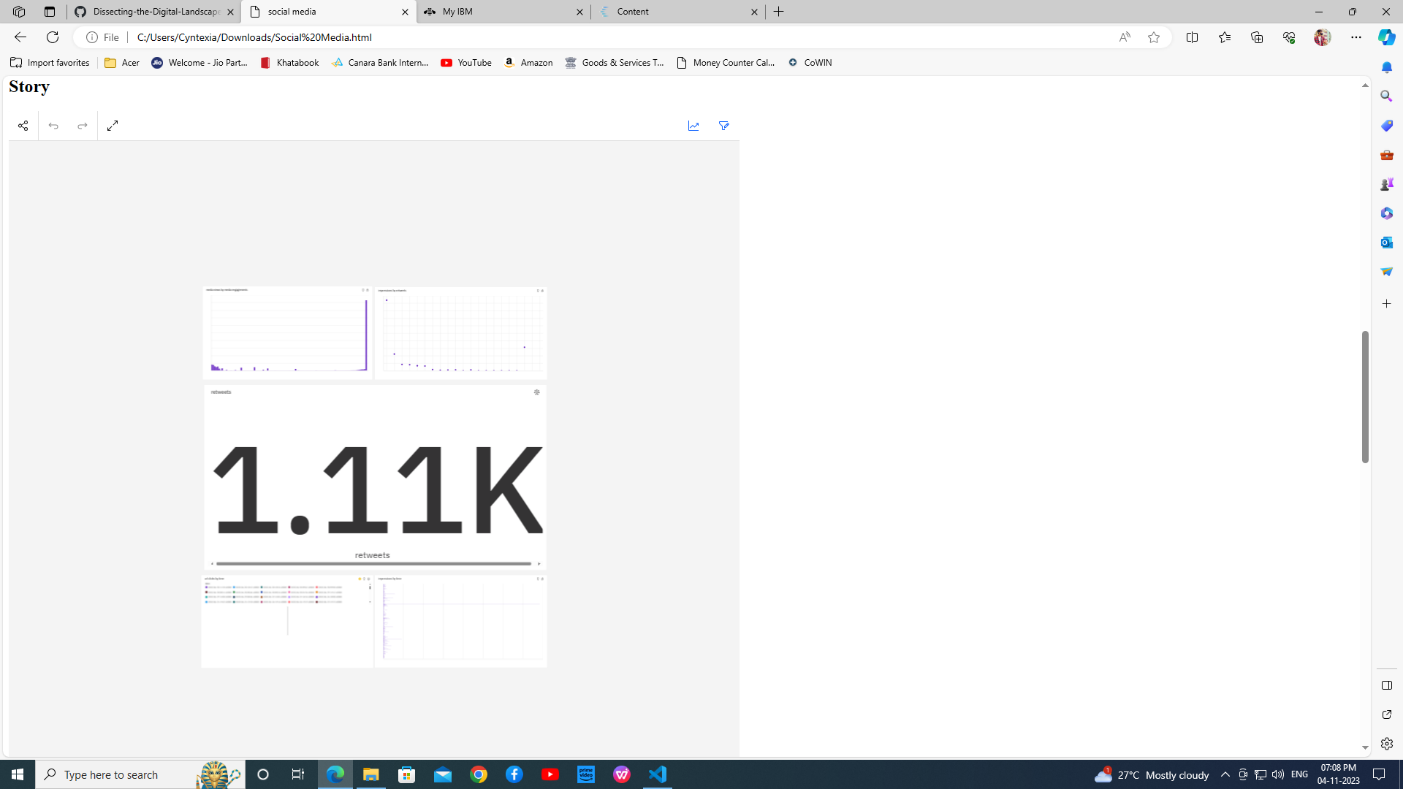 Dissecting-the-Digital-Landscape
social media
My IBM
Content
File
C:/Users/Cyntexia/Downloads/Social%20Media.html
Import favorites
Acer
Welcome - Jio Part...
Khatabook
Canara Bank Intern...
YouTube
Amazon
Goods & Services T...
Money Counter Cal...
CoWIN
Story
retweets
1.11K
retweets
Type here to search
27°C Mostly cloudy
ENG
07:08 PM
04-11-2023